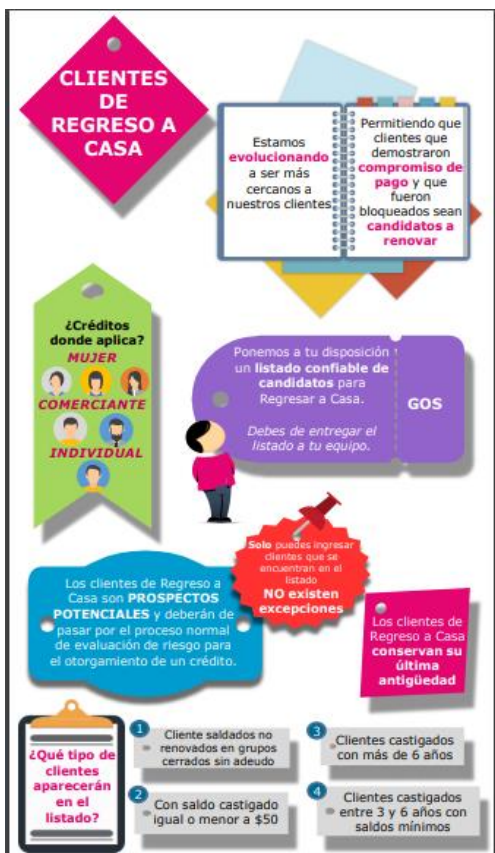 CLIENTES
DE
REGRESO A
CASA
Estamos
evolucionando
a ser más
cercanos a
nuestros clientes
Permitiendo que
clientes que
demostraron
compromiso de
pago y que
fueron
bloqueados sean
candidatos a
renovar
¿Créditos
donde aplica?
MUJER
COMERCIANTE
INDIVIDUAL
Ponemos a tu disposición
un listado confiable de
candidatos para
Regresar a Casa.
Debes de entregar el
listado a tu equipo.
GOS
Solo puedes ingresar
clientes que se
encuentran en el
listado
NO existen
excepciones
Los clientes de Regreso a
Casa son PROSPECTOS
POTENCIALES y deberán de
pasar por el proceso normal
de evaluación de riesgo para
el otorgamiento de un crédito.
Los clientes de
Regreso a Casa
conservan su
última
antigüedad
¿Qué tipo de
clientes
aparecerán
en el
listado?
1
Cliente saldados no
renovados en grupos
cerrados sin adeudo
2
Con saldo castigado
igual o menor a $50
3
Clientes castigados
con más de 6 años
4
Clientes castigados
entre 3 y 6 años con
saldos mínimos